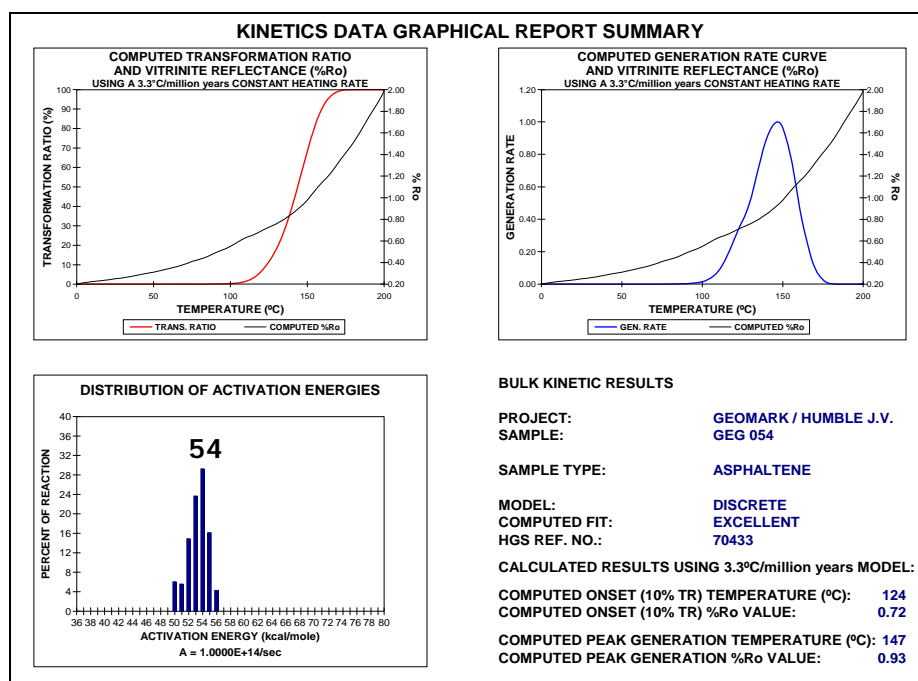 KINETICS DATA GRAPHICAL REPORT SUMMARY
COMPUTED TRANSFORMATION RATIO
AND VITRINITE REFLECTANCE (%Ro)
USING A 3.3°C/million years CONSTANT HEATING RATE
TRANSFORMATION RATIO (%)
100
90
80
70
60
50
40
30
20
10
0
2.00
1.80
1.60
1.40
1.20
1.00
0.80
0.60
0.40
0.20
% Ro
0 50 100 150 200
TEMPERATURE (ºC)
TRANS. RATIO COMPUTED %Ro
COMPUTED GENERATION RATE CURVE
AND VITRINITE REFLECTANCE (%Ro)
USING A 3.3°C/million years CONSTANT HEATING RATE
GENERATION RATE
1.20
1.00
0.80
0.60
0.40
0.20
0.00
2.00
1.80
1.60
1.40
1.20
1.00
0.80
0.60
0.40
0.20
% Ro
0 50 100 150 200
TEMPERATURE (ºC)
GEN. RATE COMPUTED %Ro
DISTRIBUTION OF ACTIVATION ENERGIES
PERCENT OF REACTION
40
36
32
28
24
20
16
12
8
4
0
54
36 38 40 42 44 46 48 50 52 54 56 58 60 62 64 66 68 70 72 74 76 78 80
ACTIVATION ENERGY (kcal/mole)
A = 1.0000E+14/sec
BULK KINETIC RESULTS
PROJECT: GEOMARK / HUMBLE J.V.
SAMPLE: GEG 054
SAMPLE TYPE: ASPHALTENE
MODEL: DISCRETE
COMPUTED FIT: EXCELLENT
HGS REF. NO.: 70433
CALCULATED RESULTS USING 3.3ºC/million years MODEL:
COMPUTED ONSET (10% TR) TEMPERATURE (ºC): 124
COMPUTED ONSET (10% TR) %Ro VALUE: 0.72
COMPUTED PEAK GENERATION TEMPERATURE (ºC): 147
COMPUTED PEAK GENERATION %Ro VALUE: 0.93